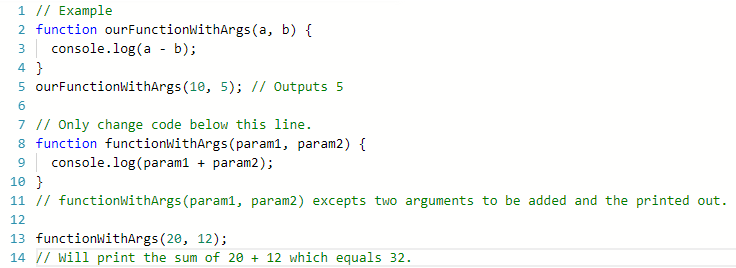 1 // Example
2 function ourFunctionWithArgs(a, b) {
3   console.log(a - b);
4 }
5 ourFunctionWithArgs(10, 5); // Outputs 5
6
7 // Only change code below this line.
8 function functionWithArgs(param1, param2) {
9   console.log(param1 + param2);
10 }
11 // functionWithArgs(param1, param2) excepts two arguments to be added and the printed out.
12
13 functionWithArgs(20, 12);
14 // Will print the sum of 20 + 12 which equals 32.